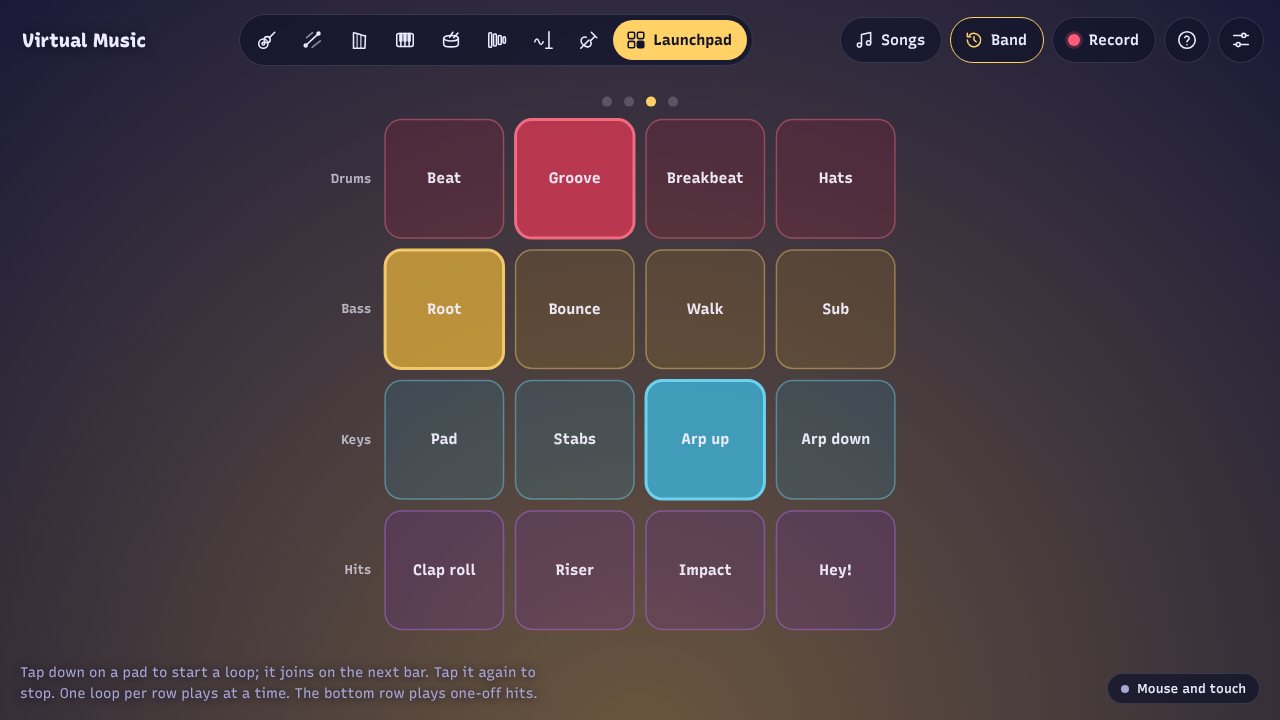 Virtual Music
Launchpad
Songs
Band
Record
Drums
Beat
Groove
Breakbeat
Hats
Bass
Root
Bounce
Walk
Sub
Keys
Pad
Stabs
Arp up
Arp down
Hits
Clap roll
Riser
Impact
Hey!
Tap down on a pad to start a loop; it joins on the next bar. Tap it again to
stop. One loop per row plays at a time. The bottom row plays one-off hits.
Mouse and touch